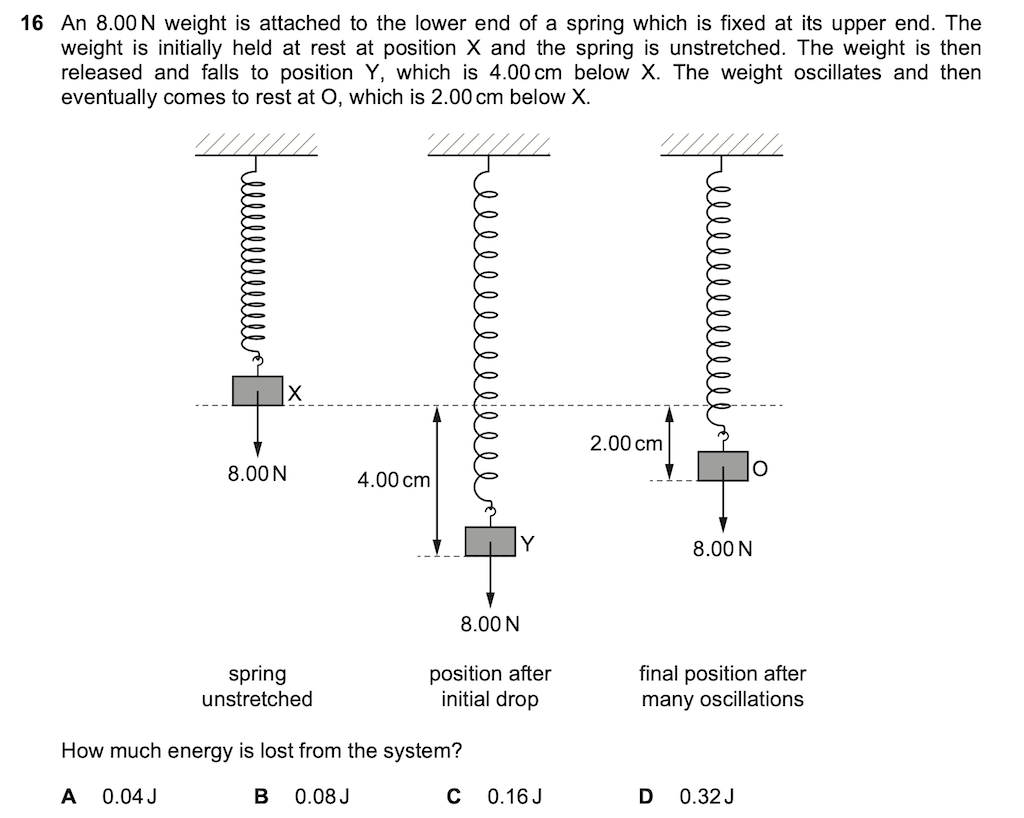 16 An 8.00 N weight is attached to the lower end of a spring which is fixed at its upper end. The
weight is initially held at rest at position X and the spring is unstretched. The weight is then
released and falls to position Y, which is 4.00 cm below X. The weight oscillates and then
eventually comes to rest at O, which is 2.00 cm below X.
X
8.00 N
4.00 cm
Y
8.00 N
2.00 cm
O
8.00 N
spring
unstretched
position after
initial drop
final position after
many oscillations
How much energy is lost from the system?
A 0.04 J B 0.08 J C 0.16 J D 0.32 J